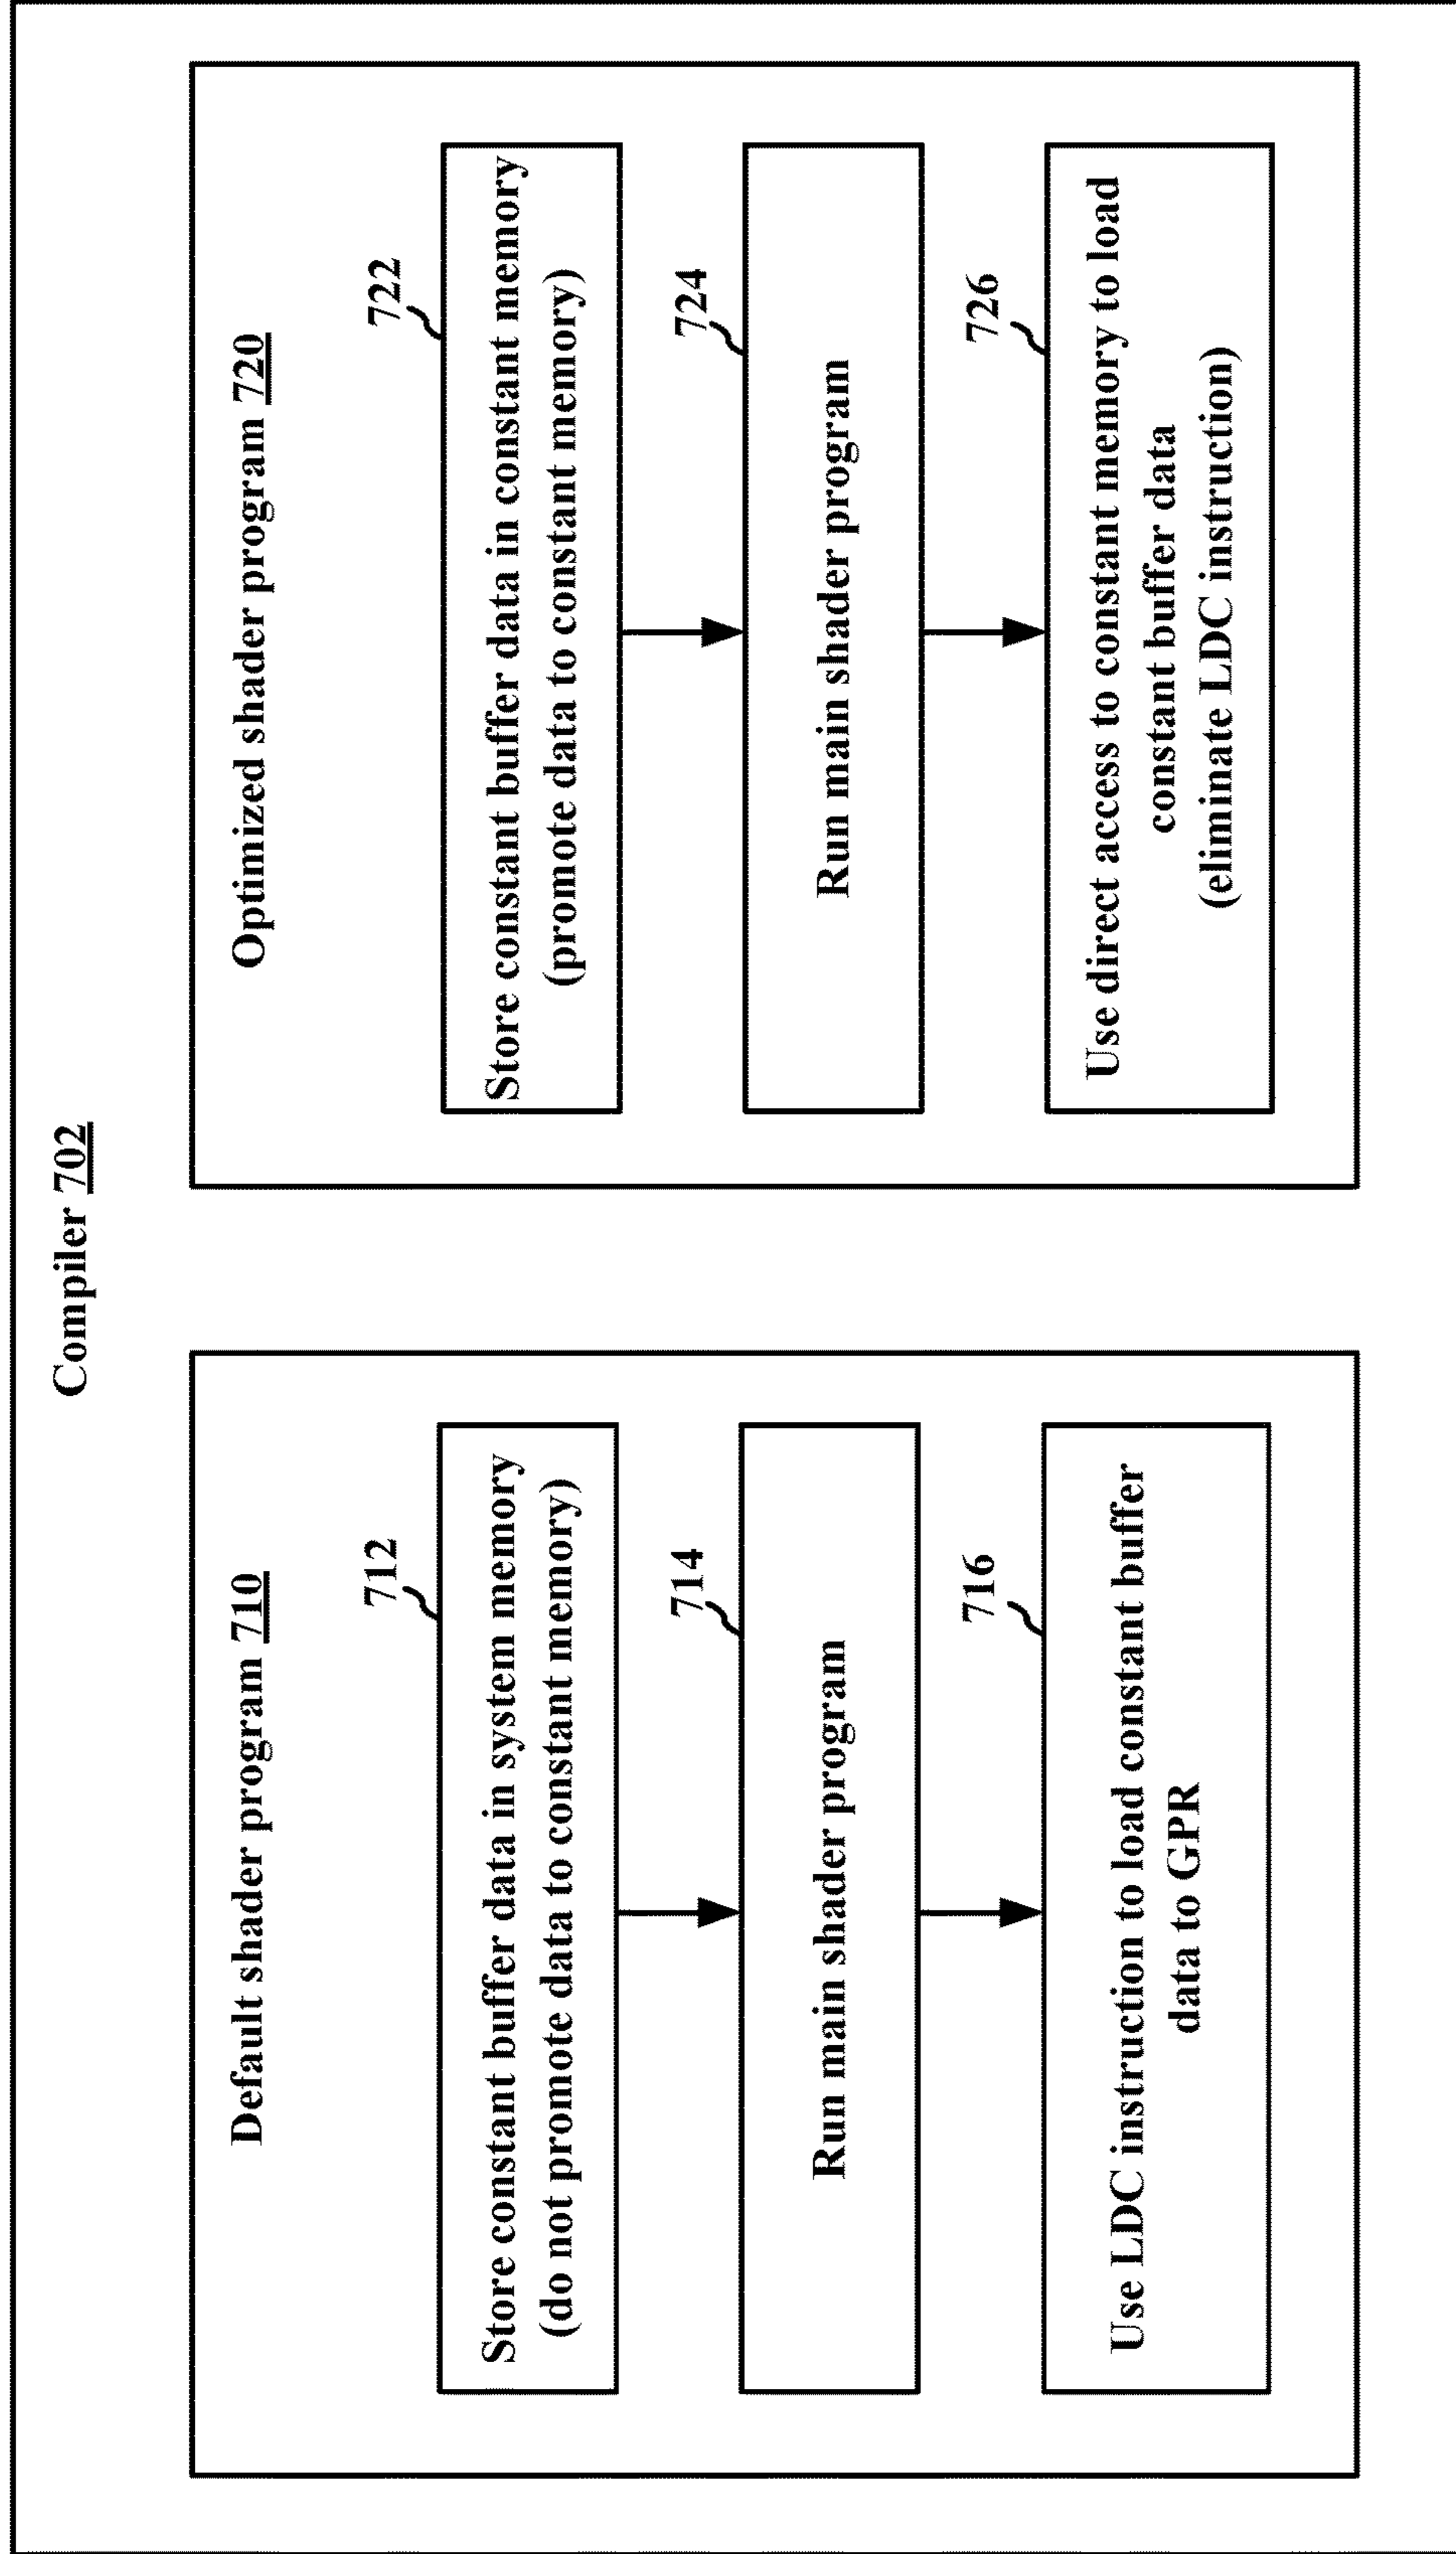 Compiler 702
Default shader program 710
712
Store constant buffer data in system memory
(do not promote data to constant memory)
714
Run main shader program
716
Use LDC instruction to load constant buffer
data to GPR
Optimized shader program 720
722
Store constant buffer data in constant memory
(promote data to constant memory)
724
Run main shader program
726
Use direct access to constant memory to load
constant buffer data
(eliminate LDC instruction)